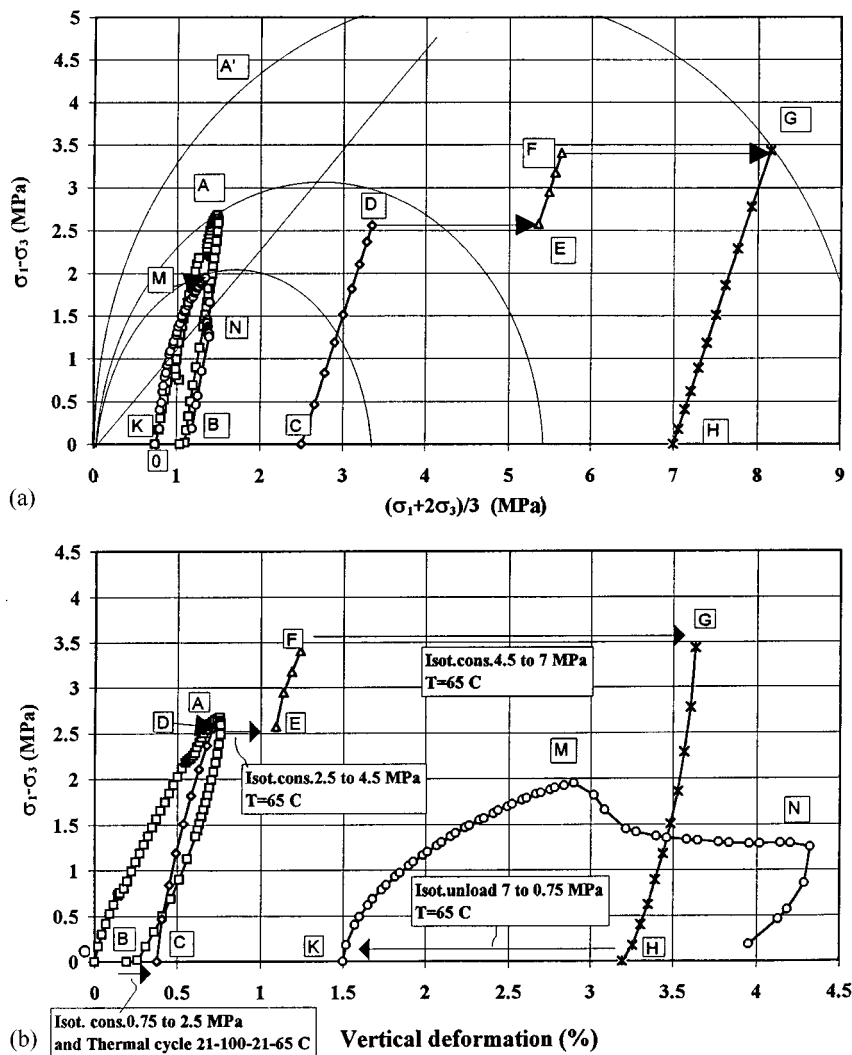 5
4.5
4
3.5
3
2.5
2
1.5
1
0.5
0
σ₁-σ₃ (MPa)
A'
A
M
N
K
0
B
C
D
E
F
G
H
0 1 2 3 4 5 6 7 8 9
(σ₁+2σ₃)/3 (MPa)
(a)
4.5
4
3.5
3
2.5
2
1.5
1
0.5
0
σ₁-σ₃ (MPa)
F
G
Isot.cons.4.5 to 7 MPa
T=65 C
A
D
E
M
Isot.cons.2.5 to 4.5 MPa
T=65 C
N
Isot.unload 7 to 0.75 MPa
T=65 C
O
B
C
K
H
0 0.5 1 1.5 2 2.5 3 3.5 4 4.5
Isot. cons.0.75 to 2.5 MPa
and Thermal cycle 21-100-21-65 C
(b)
Vertical deformation (%)